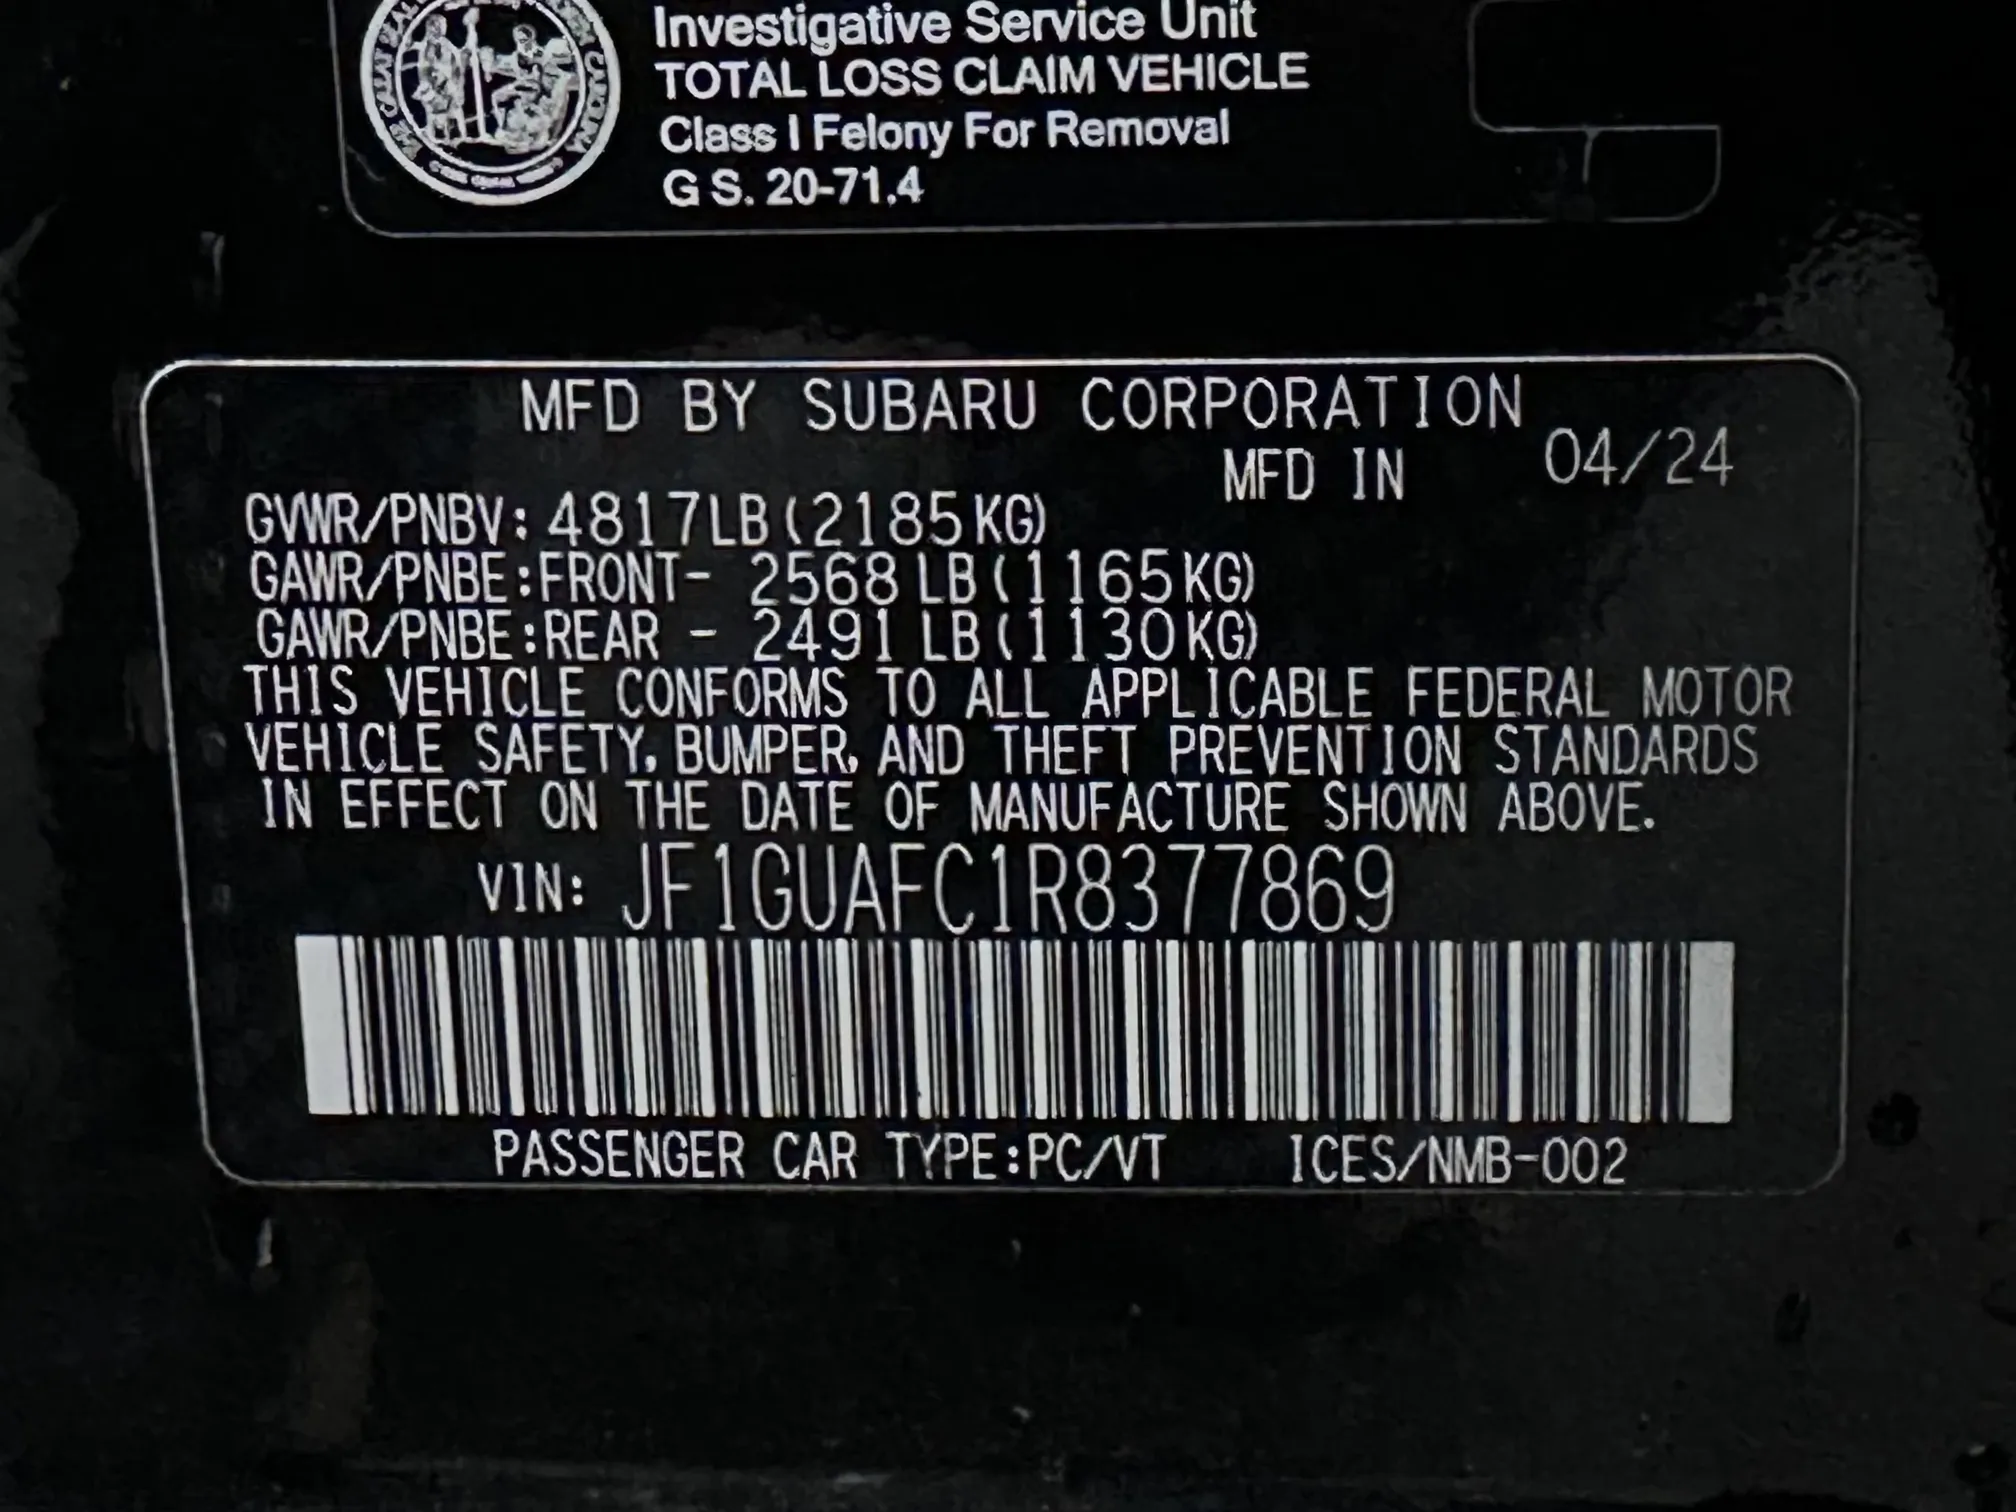 Investigative Service Unit
TOTAL LOSS CLAIM VEHICLE
Class I Felony For Removal
G S. 20-71.4
MFD BY SUBARU CORPORATION
MFD IN 04/24
GVWR/PNBV: 4817LB(2185KG)
GAWR/PNBE:FRONT- 2568 LB(1165KG)
GAWR/PNBE:REAR - 2491 LB(1130KG)
THIS VEHICLE CONFORMS TO ALL APPLICABLE FEDERAL MOTOR
VEHICLE SAFETY, BUMPER, AND THEFT PREVENTION STANDARDS
IN EFFECT ON THE DATE OF MANUFACTURE SHOWN ABOVE.
VIN: JF1GUAFC1R8377869
PASSENGER CAR TYPE:PC/VT ICES/NMB-002